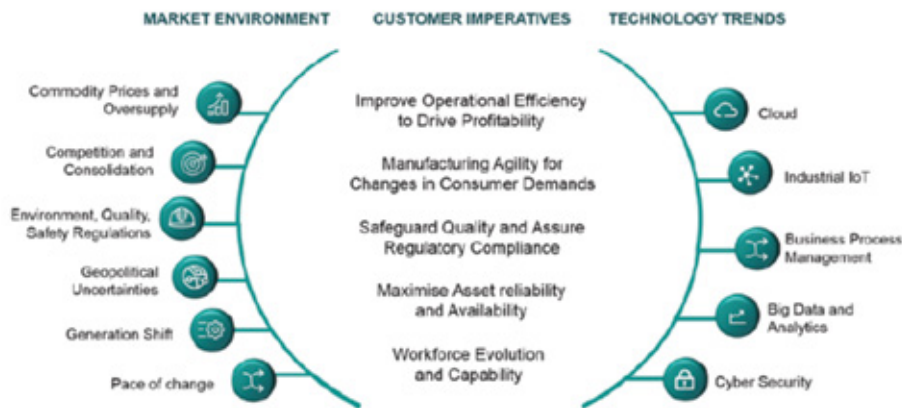 MARKET ENVIRONMENT
Commodity Prices and
Oversupply
Competition and
Consolidation
Environment, Quality,
Safety Regulations
Geopolitical
Uncertainties
Generation Shift
Pace of change
CUSTOMER IMPERATIVES
Improve Operational Efficiency
to Drive Profitability
Manufacturing Agility for
Changes in Consumer Demands
Safeguard Quality and Assure
Regulatory Compliance
Maximise Asset reliability
and Availability
Workforce Evolution
and Capability
TECHNOLOGY TRENDS
Cloud
Industrial IoT
Business Process
Management
Big Data and
Analytics
Cyber Security